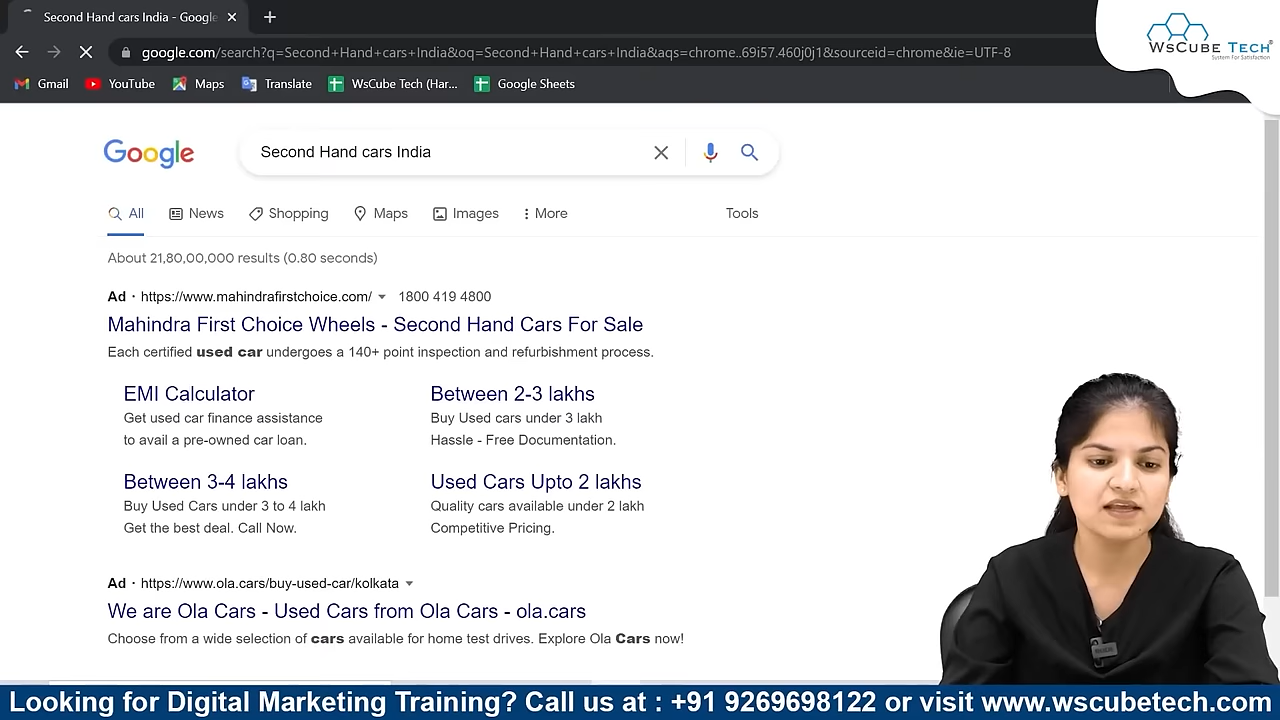 Second Hand cars India - Google
google.com/search?q=Second+Hand+cars+India&oq=Second+Hand+cars+India&aqs=chrome..69i57.460j0j1&sourceid=chrome&ie=UTF-8
WsCube Tech
System For Satisfaction
Gmail YouTube Maps Translate WsCube Tech (Har... Google Sheets
Google Second Hand cars India
All News Shopping Maps Images More Tools
About 21,80,00,000 results (0.80 seconds)
Ad · https://www.mahindrafirstchoice.com/ 1800 419 4800
Mahindra First Choice Wheels - Second Hand Cars For Sale
Each certified used car undergoes a 140+ point inspection and refurbishment process.
EMI Calculator
Get used car finance assistance
to avail a pre-owned car loan.
Between 2-3 lakhs
Buy Used cars under 3 lakh
Hassle - Free Documentation.
Between 3-4 lakhs
Buy Used Cars under 3 to 4 lakh
Get the best deal. Call Now.
Used Cars Upto 2 lakhs
Quality cars available under 2 lakh
Competitive Pricing.
Ad · https://www.ola.cars/buy-used-car/kolkata
We are Ola Cars - Used Cars from Ola Cars - ola.cars
Choose from a wide selection of cars available for home test drives. Explore Ola Cars now!
Looking for Digital Marketing Training? Call us at : +91 9269698122 or visit www.wscubetech.com